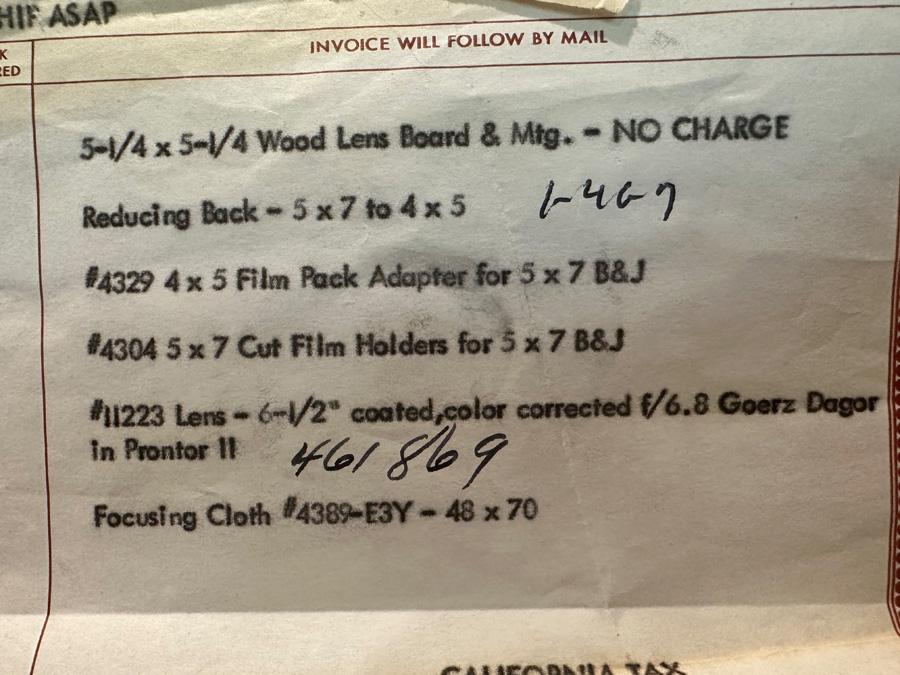 SHIP ASAP
INVOICE WILL FOLLOW BY MAIL
5-1/4 x 5-1/4 Wood Lens Board & Mtg. - NO CHARGE
Reducing Back - 5 x 7 to 4 x 5
#4329 4 x 5 Film Pack Adapter for 5 x 7 B&J
#4304 5 x 7 Cut Film Holders for 5 x 7 B&J
#11223 Lens - 6-1/2" coated,color corrected f/6.8 Goerz Dagor
in Prontor II 461869
Focusing Cloth #4389-E3Y - 48 x 70
CALIFORNIA TAX